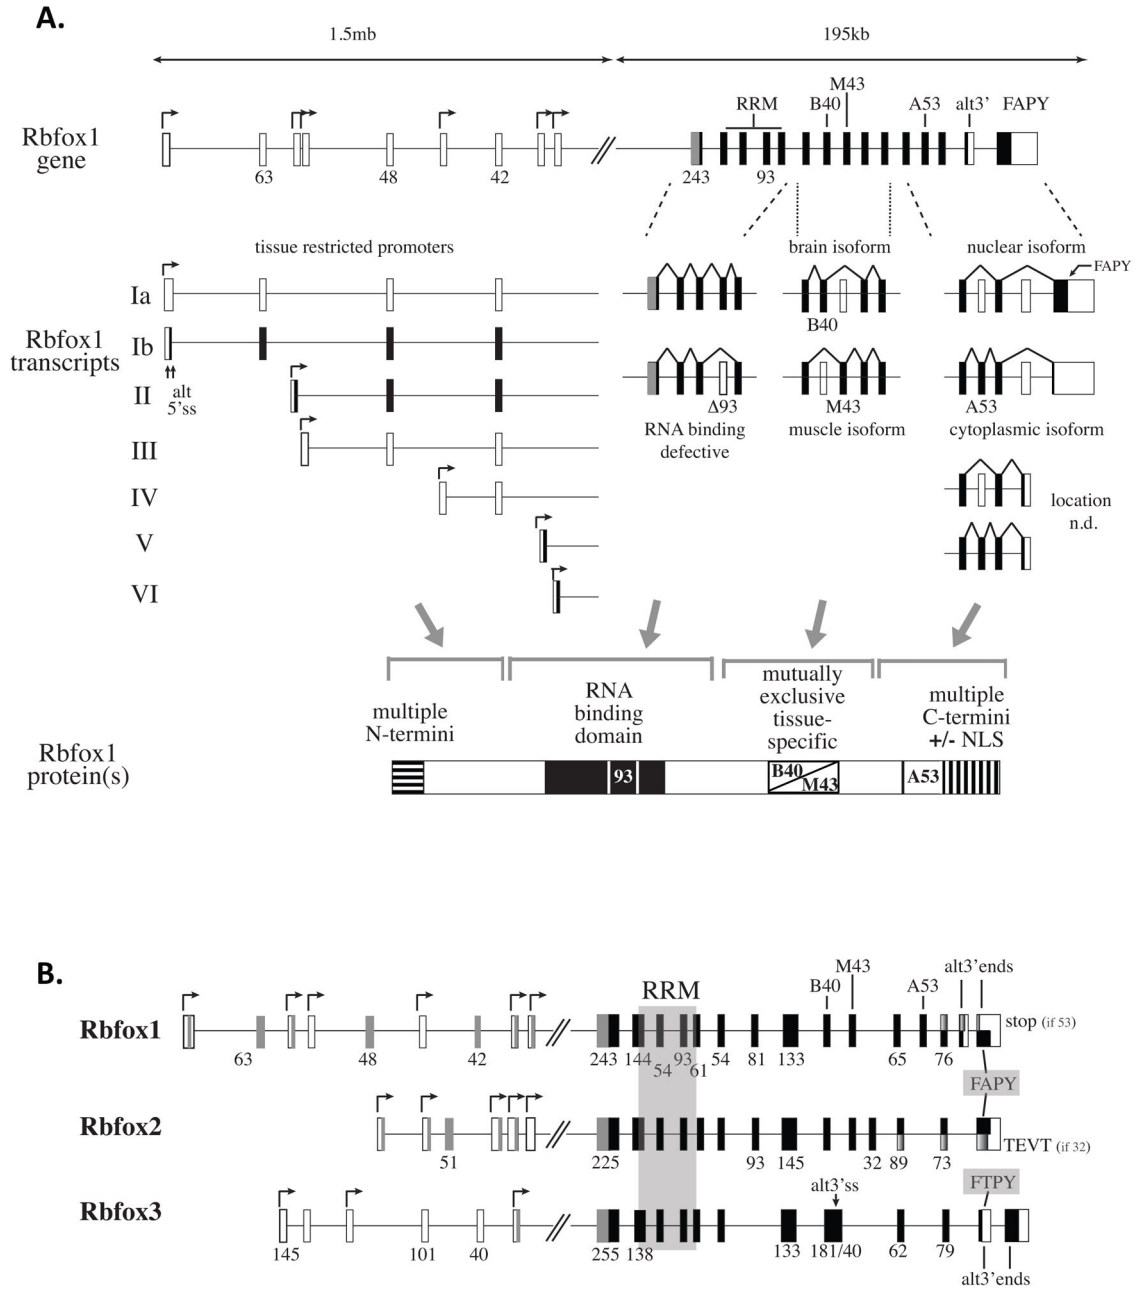 A.
1.5mb
195kb
M43
RRM
B40
A53
alt3'
FAPY
Rbfox1
gene
63
48
42
243
93
tissue restricted promoters
brain isoform
nuclear isoform
FAPY
Ia
B40
Rbfox1
transcripts
Ib
alt
5'ss
II
Δ93
M43
A53
RNA binding
defective
muscle isoform
cytoplasmic isoform
III
IV
location
n.d.
V
VI
multiple
N-termini
RNA
binding
domain
mutually
exclusive
tissue-
specific
multiple
C-termini
+/- NLS
Rbfox1
protein(s)
93
B40
M43
A53
B.
RRM
M43
B40
A53
alt3'ends
Rbfox1
stop (if 53)
63
48
42
243
144
54
93
61
54
81
133
65
76
FAPY
Rbfox2
TEVT (if 32)
51
225
93
145
32
89
73
alt3'ss
FTPY
Rbfox3
145
101
40
255
138
133
181/40
62
79
alt3'ends